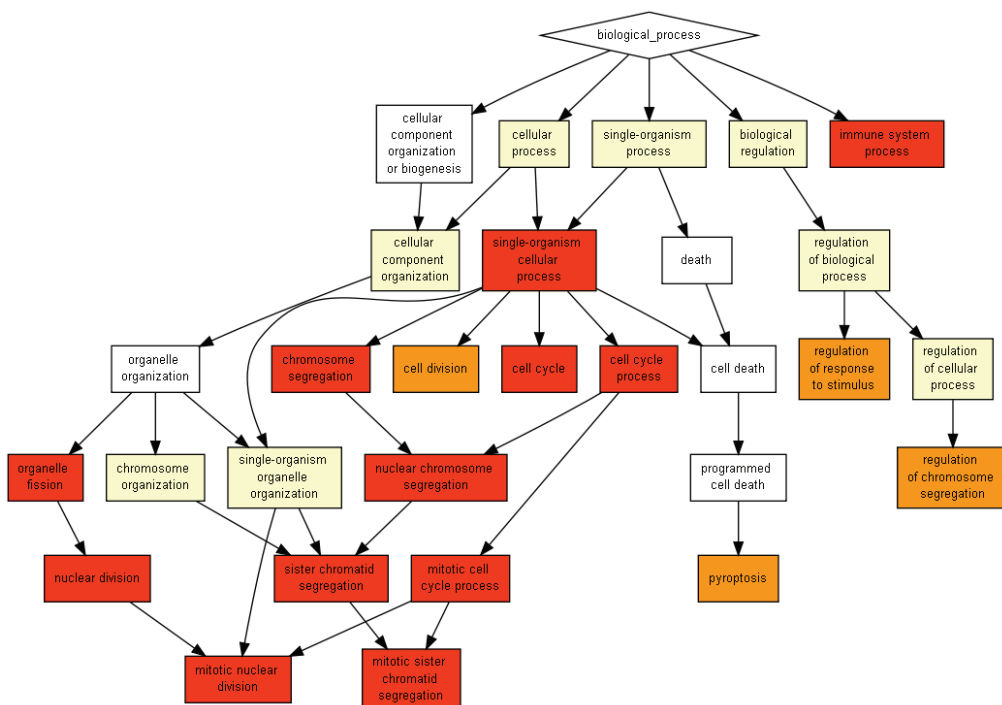 biological_process
cellular
component
organization
or biogenesis
cellular
process
single-organism
process
biological
regulation
immune system
process
cellular
component
organization
single-organism
cellular
process
death
regulation
of biological
process
organelle
organization
chromosome
segregation
cell division
cell cycle
cell cycle
process
cell death
regulation
of response
to stimulus
regulation
of cellular
process
organelle
fission
chromosome
organization
single-organism
organelle
organization
nuclear chromosome
segregation
programmed
cell death
regulation
of chromosome
segregation
nuclear division
sister chromatid
segregation
mitotic cell
cycle process
pyroptosis
mitotic nuclear
division
mitotic sister
chromatid
segregation